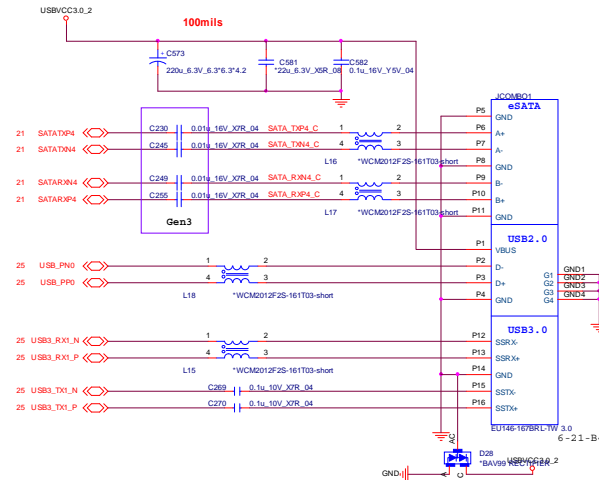 USBVCC3.0_2
100mils
+ C573
220u_6.3V_6.3*6.3*4.2
C581
*22u_6.3V_X5R_08
C582
0.1u_16V_Y5V_04
JCOMBO1
eSATA
P5 GND
21 SATATXP4 C230 0.01u_16V_X7R_04 SATA_TXP4_C 1 2 P6 A+
21 SATATXN4 C245 0.01u_16V_X7R_04 SATA_TXN4_C 4 3 P7 A-
L16 *WCM2012F2S-161T03-short
P8 GND
21 SATARXN4 C249 0.01u_16V_X7R_04 SATA_RXN4_C 1 2 P9 B-
21 SATARXP4 C255 0.01u_16V_X7R_04 SATA_RXP4_C 4 3 P10 B+
L17 *WCM2012F2S-161T03-short
P11 GND
Gen3
USB2.0
P1 VBUS
25 USB_PN0 1 2 P2 D-
25 USB_PP0 4 3 P3 D+
L18 *WCM2012F2S-161T03-short
P4 GND
G1 GND1
G2 GND2
G3 GND3
G4 GND4
USB3.0
25 USB3_RX1_N 1 2 P12 SSRX-
25 USB3_RX1_P 4 3 P13 SSRX+
L15 *WCM2012F2S-161T03-short
P14 GND
25 USB3_TX1_N C269 0.1u_10V_X7R_04 P15 SSTX-
25 USB3_TX1_P C270 0.1u_10V_X7R_04 P16 SSTX+
EU146-167BRL-TW 3.0
6-21-B4
AC
D28
*BAV99 RECTIFIER
USBVCC3.0_2
GND
A
C